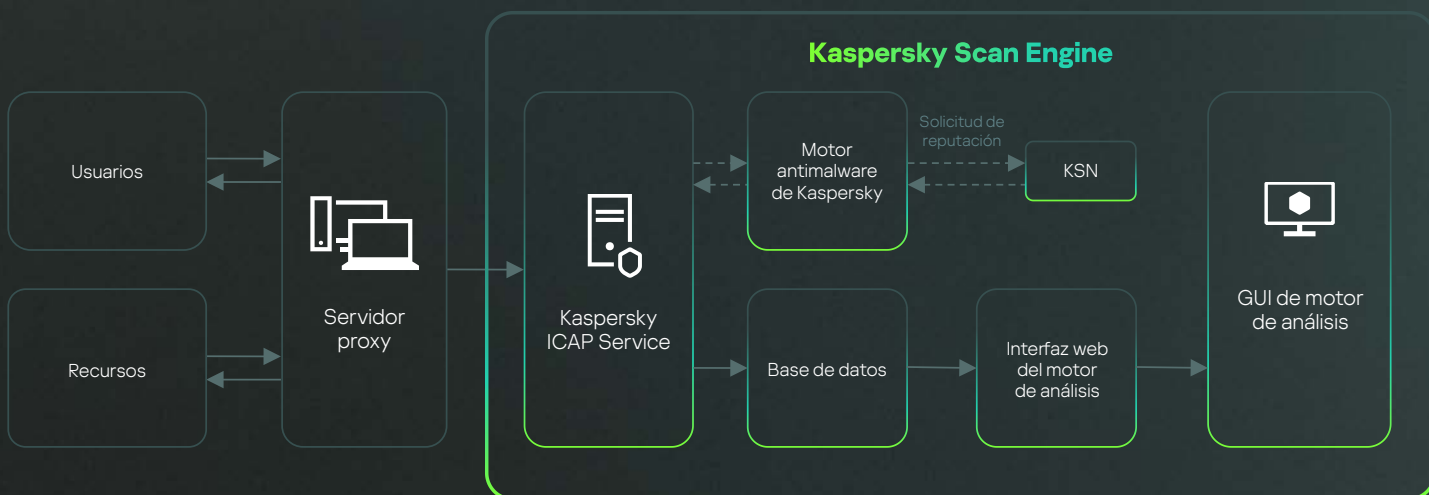 Kaspersky Scan Engine
Usuarios
Recursos
Servidor
proxy
Kaspersky
ICAP Service
Motor
antimalware
de Kaspersky
Solicitud de
reputación
KSN
Base de datos
Interfaz web
del motor
de análisis
GUI de motor
de análisis